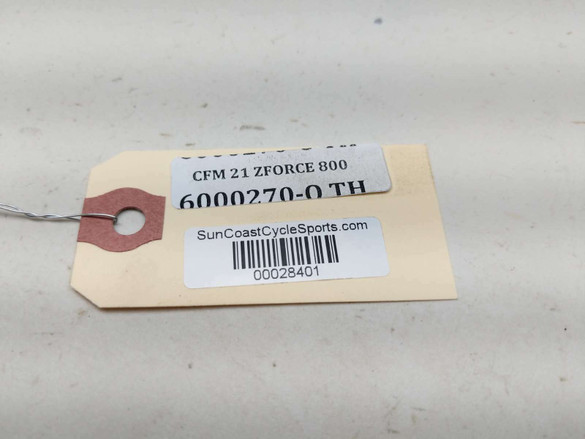 CFM 21 ZFORCE 800
6000270-O TH
SunCoastCycleSports.com
00028401